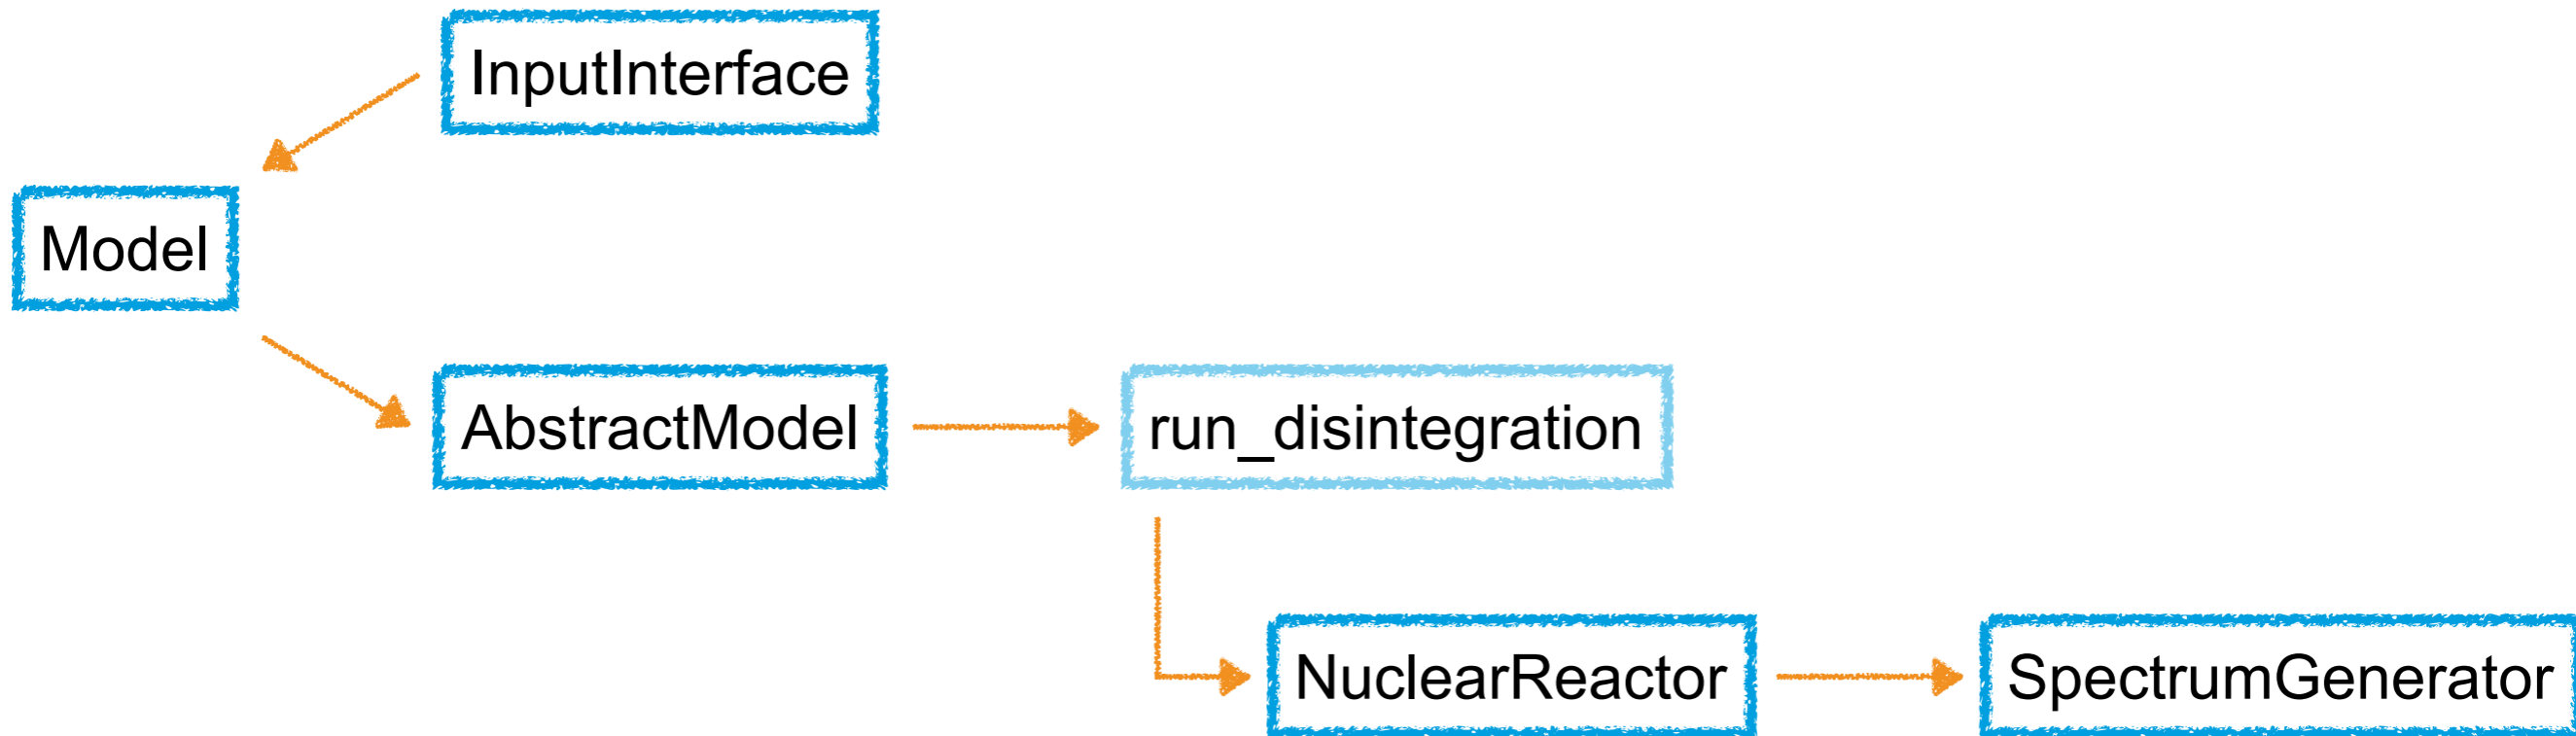 InputInterface
Model
AbstractModel
run_disintegration
NuclearReactor
SpectrumGenerator